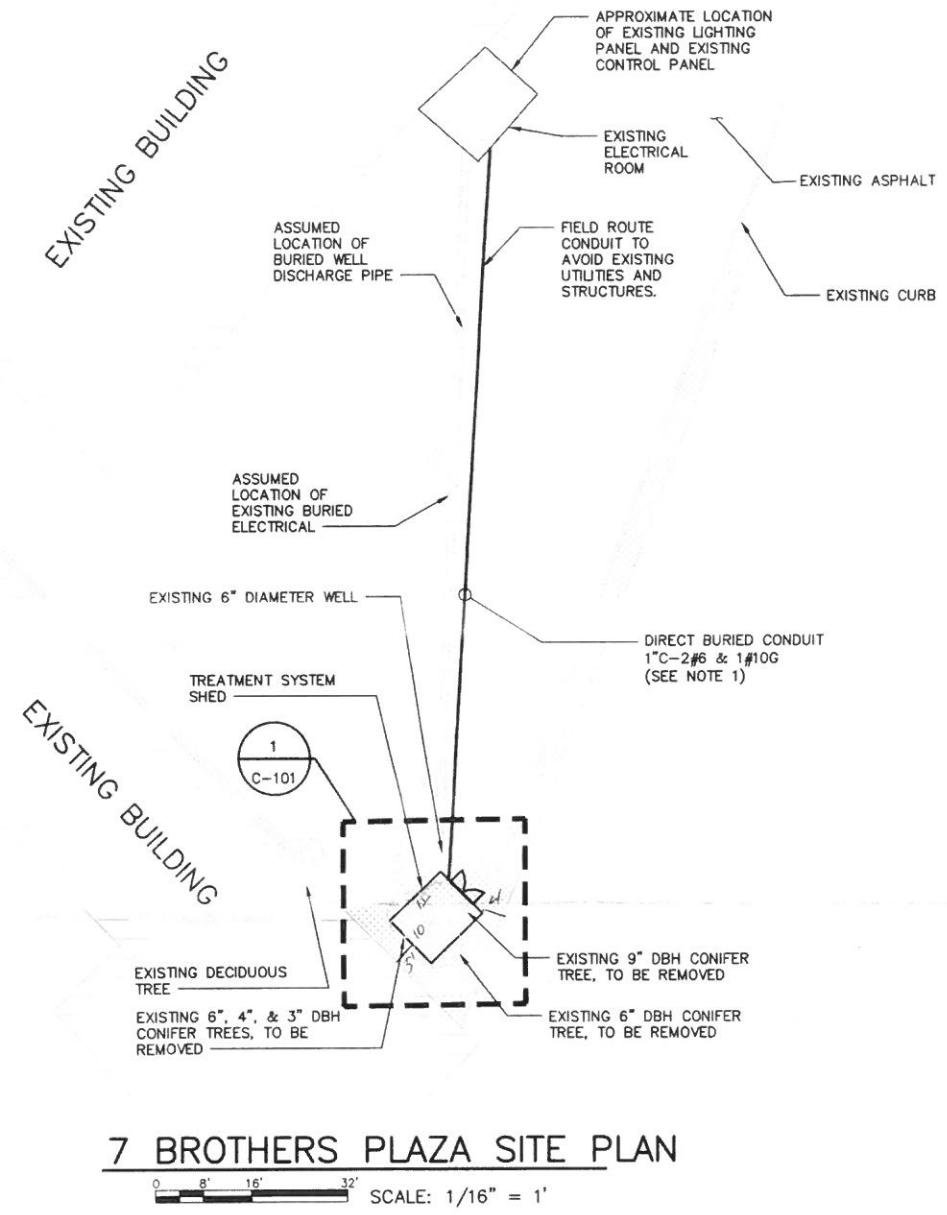 APPROXIMATE LOCATION
OF EXISTING LIGHTING
PANEL AND EXISTING
CONTROL PANEL
EXISTING BUILDING
EXISTING
ELECTRICAL
ROOM
EXISTING ASPHALT
ASSUMED
LOCATION OF
BURIED WELL
DISCHARGE PIPE
FIELD ROUTE
CONDUIT TO
AVOID EXISTING
UTILITIES AND
STRUCTURES.
EXISTING CURB
ASSUMED
LOCATION OF
EXISTING BURIED
ELECTRICAL
EXISTING 6" DIAMETER WELL
DIRECT BURIED CONDUIT
1"C-2#6 & 1#10G
(SEE NOTE 1)
TREATMENT SYSTEM
SHED
EXISTING BUILDING
1
C-101
10
EXISTING DECIDUOUS
TREE
EXISTING 9" DBH CONIFER
TREE, TO BE REMOVED
EXISTING 6", 4", & 3" DBH
CONIFER TREES, TO BE
REMOVED
EXISTING 6" DBH CONIFER
TREE, TO BE REMOVED
7 BROTHERS PLAZA SITE PLAN
0 8' 16' 32'
SCALE: 1/16" = 1'